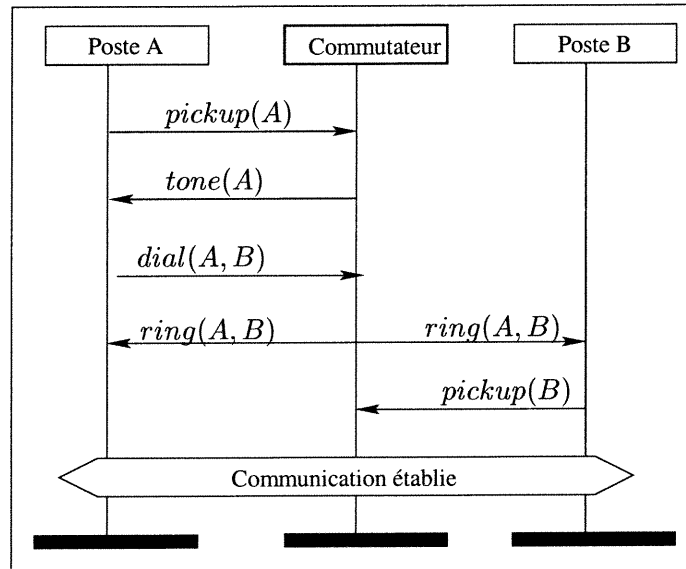 Poste A
Commutateur
Poste B
pickup(A)
tone(A)
dial(A, B)
ring(A, B)
ring(A, B)
pickup(B)
Communication établie